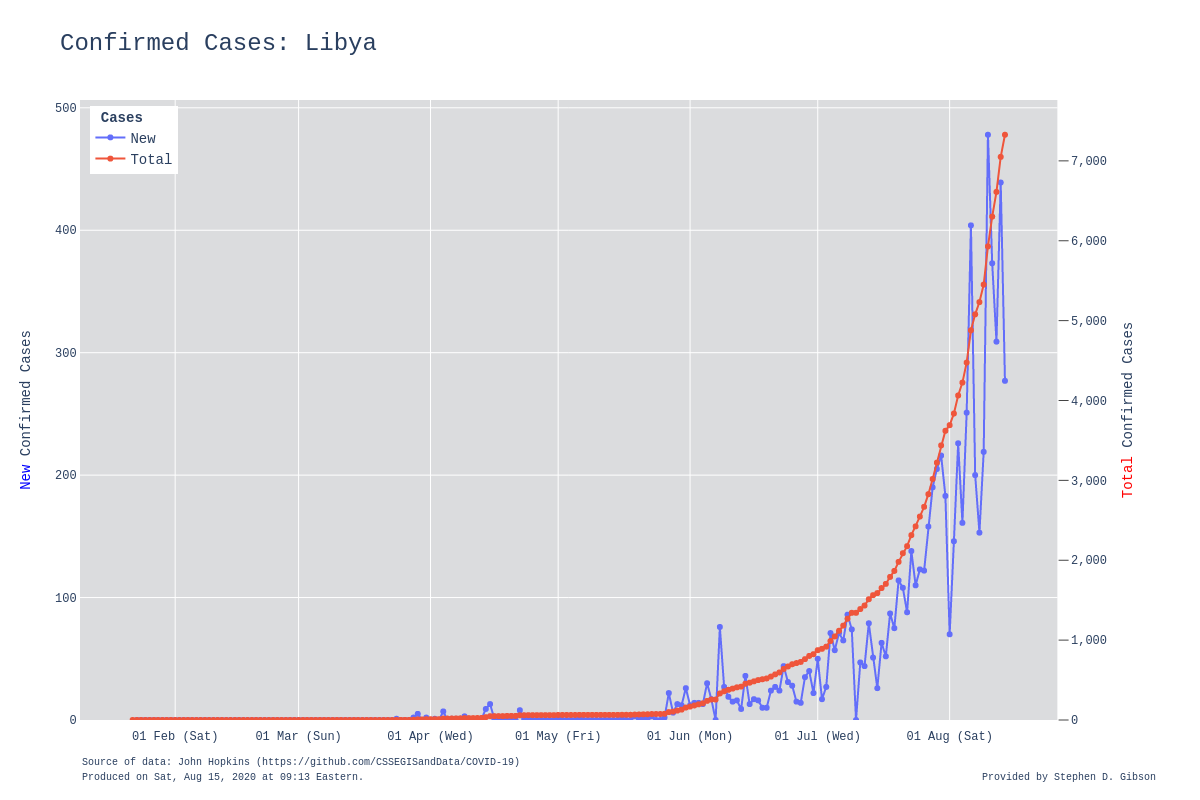 Confirmed Cases: Libya
Cases
New
Total
500
400
300
200
100
0
7,000
6,000
5,000
4,000
3,000
2,000
1,000
0
New Confirmed Cases
Total Confirmed Cases
01 Feb (Sat)
01 Mar (Sun)
01 Apr (Wed)
01 May (Fri)
01 Jun (Mon)
01 Jul (Wed)
01 Aug (Sat)
Source of data: John Hopkins (https://github.com/CSSEGISandData/COVID-19)
Produced on Sat, Aug 15, 2020 at 09:13 Eastern.
Provided by Stephen D. Gibson